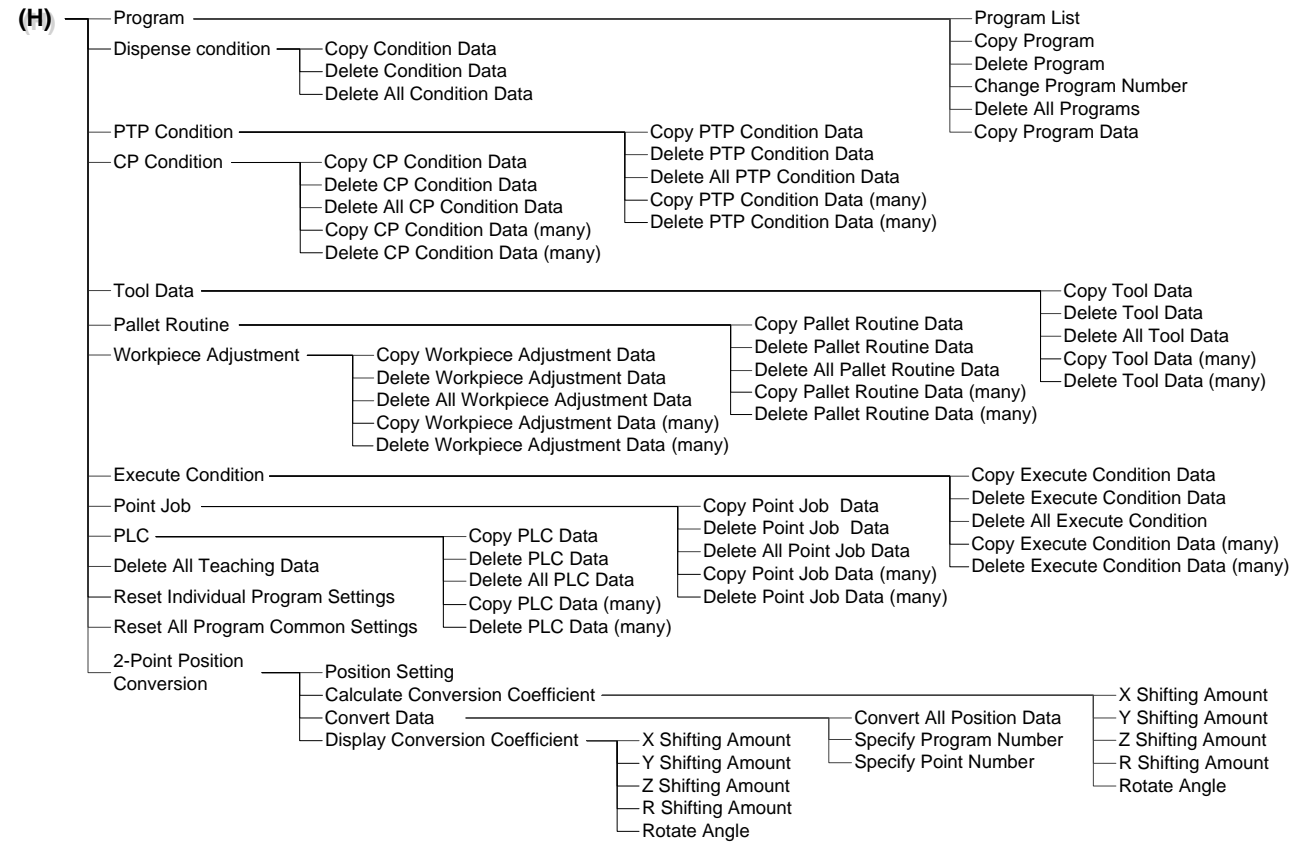 (H)
Program
Program List
Copy Program
Delete Program
Change Program Number
Delete All Programs
Copy Program Data
Dispense condition
Copy Condition Data
Delete Condition Data
Delete All Condition Data
PTP Condition
Copy PTP Condition Data
Delete PTP Condition Data
Delete All PTP Condition Data
Copy PTP Condition Data (many)
Delete PTP Condition Data (many)
CP Condition
Copy CP Condition Data
Delete CP Condition Data
Delete All CP Condition Data
Copy CP Condition Data (many)
Delete CP Condition Data (many)
Tool Data
Copy Tool Data
Delete Tool Data
Delete All Tool Data
Copy Tool Data (many)
Delete Tool Data (many)
Pallet Routine
Copy Pallet Routine Data
Delete Pallet Routine Data
Delete All Pallet Routine Data
Copy Pallet Routine Data (many)
Delete Pallet Routine Data (many)
Workpiece Adjustment
Copy Workpiece Adjustment Data
Delete Workpiece Adjustment Data
Delete All Workpiece Adjustment Data
Copy Workpiece Adjustment Data (many)
Delete Workpiece Adjustment Data (many)
Execute Condition
Copy Execute Condition Data
Delete Execute Condition Data
Delete All Execute Condition
Copy Execute Condition Data (many)
Delete Execute Condition Data (many)
Point Job
Copy Point Job  Data
Delete Point Job  Data
Delete All Point Job Data
Copy Point Job Data (many)
Delete Point Job Data (many)
PLC
Copy PLC Data
Delete PLC Data
Delete All PLC Data
Copy PLC Data (many)
Delete PLC Data (many)
Delete All Teaching Data
Reset Individual Program Settings
Reset All Program Common Settings
2-Point Position
Conversion
Position Setting
Calculate Conversion Coefficient
X Shifting Amount
Y Shifting Amount
Z Shifting Amount
R Shifting Amount
Rotate Angle
Convert Data
Convert All Position Data
Specify Program Number
Specify Point Number
Display Conversion Coefficient
X Shifting Amount
Y Shifting Amount
Z Shifting Amount
R Shifting Amount
Rotate Angle